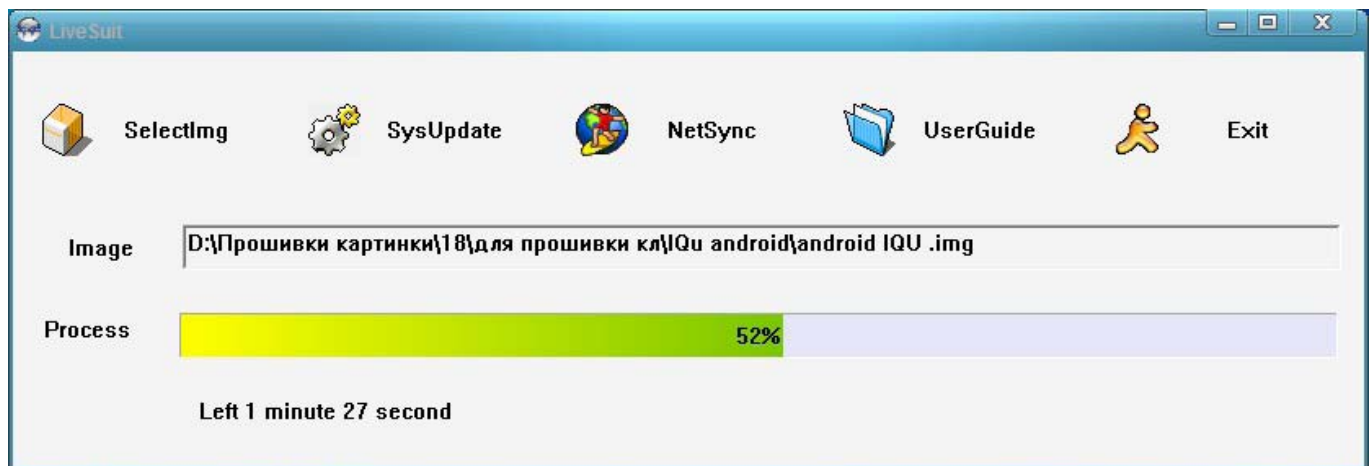 LiveSuit
SelectImg SysUpdate NetSync UserGuide Exit
Image D:\Прошивки картинки\18\для прошивки кл\IQu android\android IQU .img
Process 52%
Left 1 minute 27 second